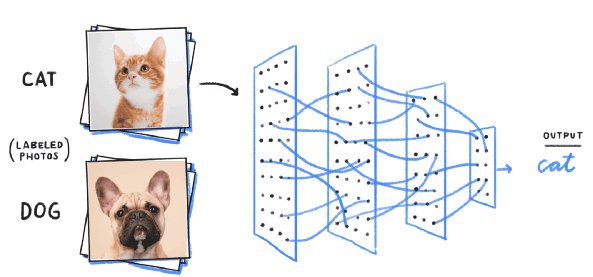 CAT
(LABELED
PHOTOS)
DOG
OUTPUT
cat